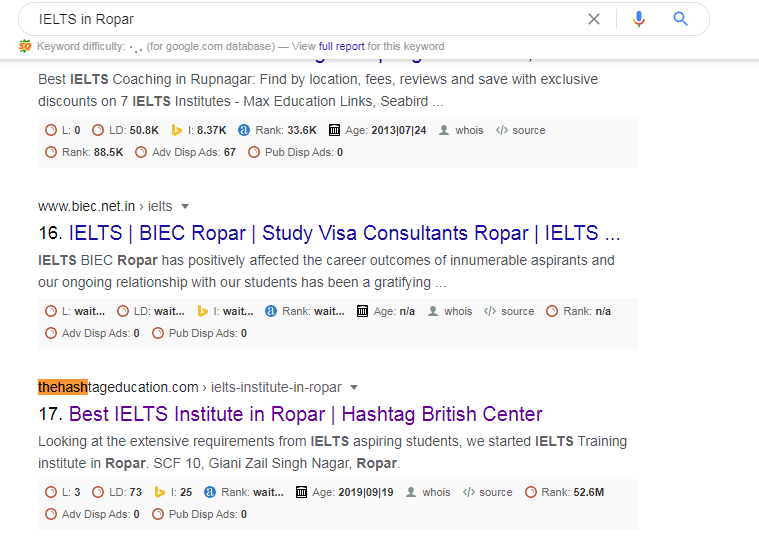 IELTS in Ropar
Keyword difficulty: (for google.com database) — View full report for this keyword
Best IELTS Coaching in Rupnagar: Find by location, fees, reviews and save with exclusive
discounts on 7 IELTS Institutes - Max Education Links, Seabird ...
L: 0 LD: 50.8K I: 8.37K Rank: 33.6K Age: 2013|07|24 whois </> source
Rank: 88.5K Adv Disp Ads: 67 Pub Disp Ads: 0
www.biec.net.in › ielts
16. IELTS | BIEC Ropar | Study Visa Consultants Ropar | IELTS ...
IELTS BIEC Ropar has positively affected the career outcomes of innumerable aspirants and
our ongoing relationship with our students has been a gratifying ...
L: wait... LD: wait... I: wait... Rank: wait... Age: n/a whois </> source Rank: n/a
Adv Disp Ads: 0 Pub Disp Ads: 0
thehashtageducation.com › ielts-institute-in-ropar
17. Best IELTS Institute in Ropar | Hashtag British Center
Looking at the extensive requirements from IELTS aspiring students, we started IELTS Training
institute in Ropar. SCF 10, Giani Zail Singh Nagar, Ropar.
L: 3 LD: 73 I: 25 Rank: wait... Age: 2019|09|19 whois </> source Rank: 52.6M
Adv Disp Ads: 0 Pub Disp Ads: 0